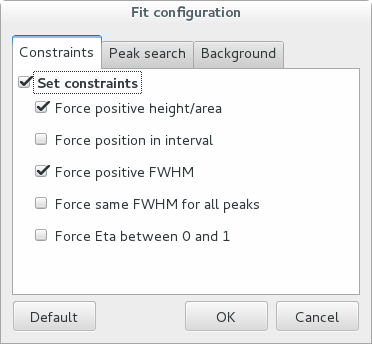 Fit configuration
Constraints Peak search Background
Set constraints
Force positive height/area
Force position in interval
Force positive FWHM
Force same FWHM for all peaks
Force Eta between 0 and 1
Default OK Cancel